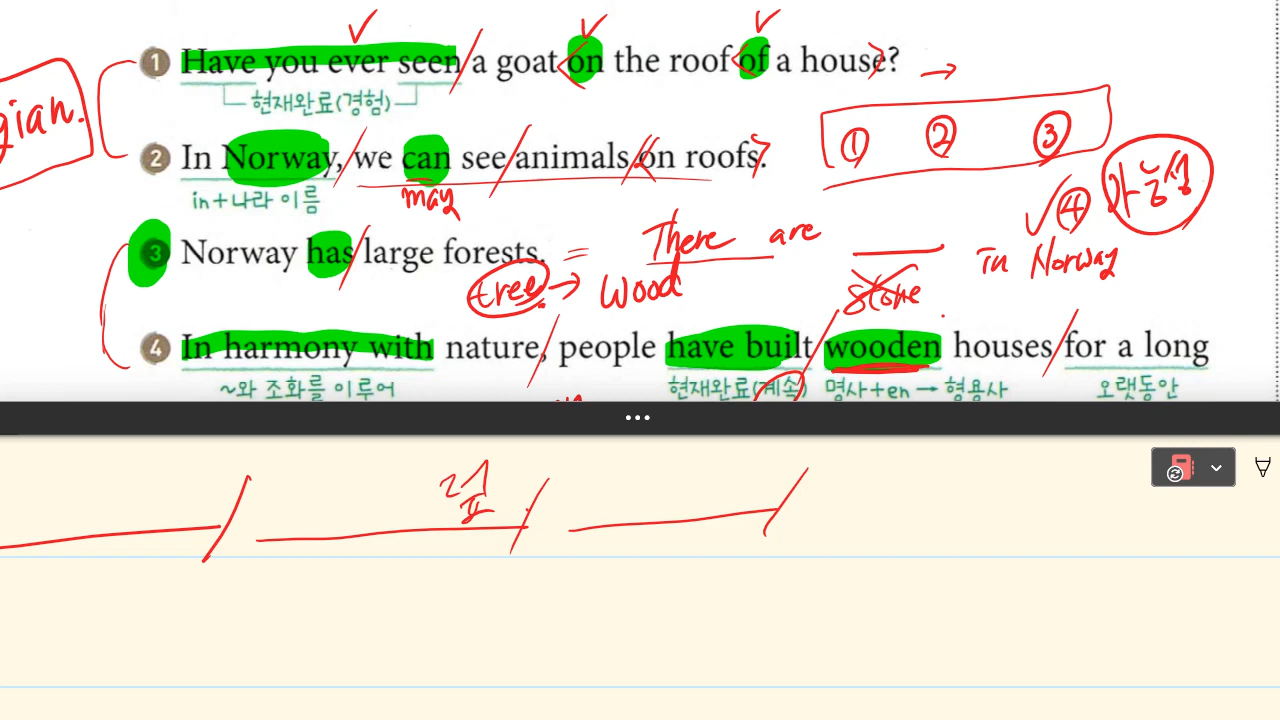 ① Have you ever seen / a goat <on the roof <of a house>?
현재완료(경험)
gian.
② In Norway, / we can see / animals / <on roofs>.
in+나라 이름
may
① ② ③
④ 가능성
③ Norway has / large forests. = There are ____ in Norway
tree → wood
stone
④ In harmony with nature, / people have built / wooden houses / for a long
~와 조화를 이루어
현재완료(계속)
명사+en → 형용사
오랫동안